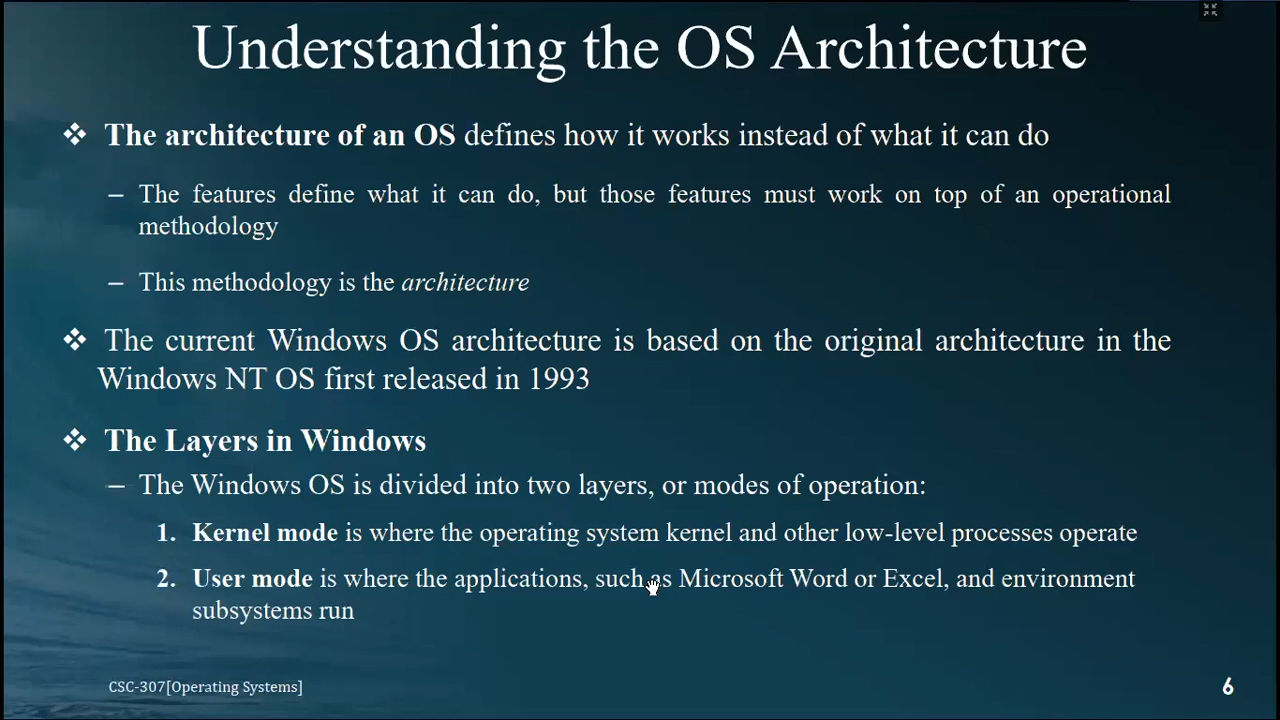 Understanding the OS Architecture
❖ The architecture of an OS defines how it works instead of what it can do
– The features define what it can do, but those features must work on top of an operational
methodology
– This methodology is the architecture
❖ The current Windows OS architecture is based on the original architecture in the
Windows NT OS first released in 1993
❖ The Layers in Windows
– The Windows OS is divided into two layers, or modes of operation:
1. Kernel mode is where the operating system kernel and other low-level processes operate
2. User mode is where the applications, such as Microsoft Word or Excel, and environment
subsystems run
CSC-307[Operating Systems]
6